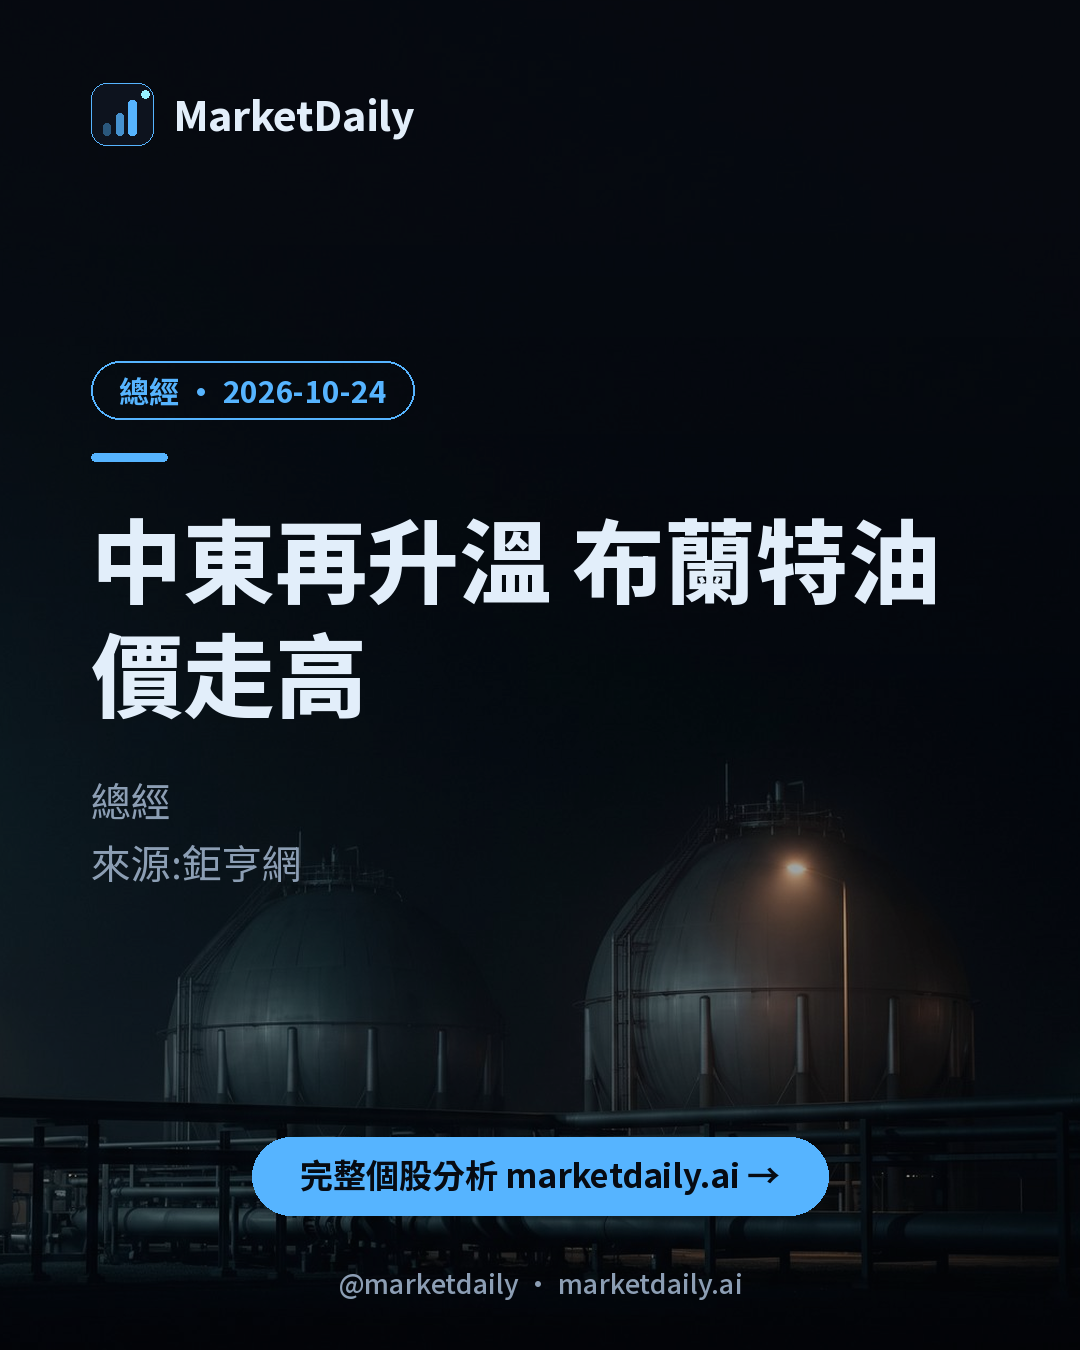 MarketDaily
總經 • 2026-10-24
中東再升溫 布蘭特油
價走高
總經
來源:鉅亨網
完整個股分析 marketdaily.ai →
@marketdaily • marketdaily.ai